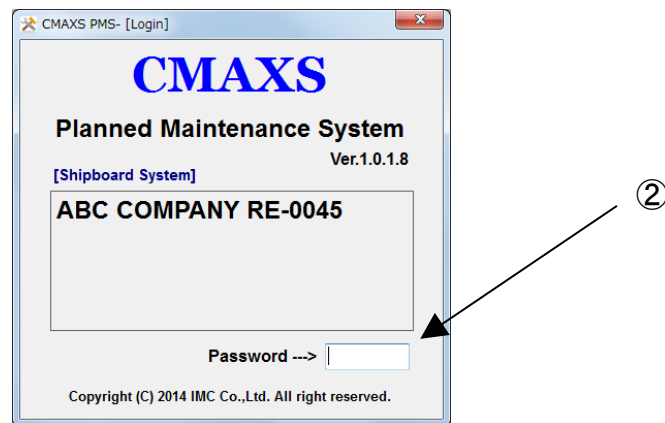 CMAXS PMS- [Login]
CMAXS
Planned Maintenance System
Ver.1.0.1.8
[Shipboard System]
ABC COMPANY RE-0045
②
Password --->
Copyright (C) 2014 IMC Co.,Ltd. All right reserved.